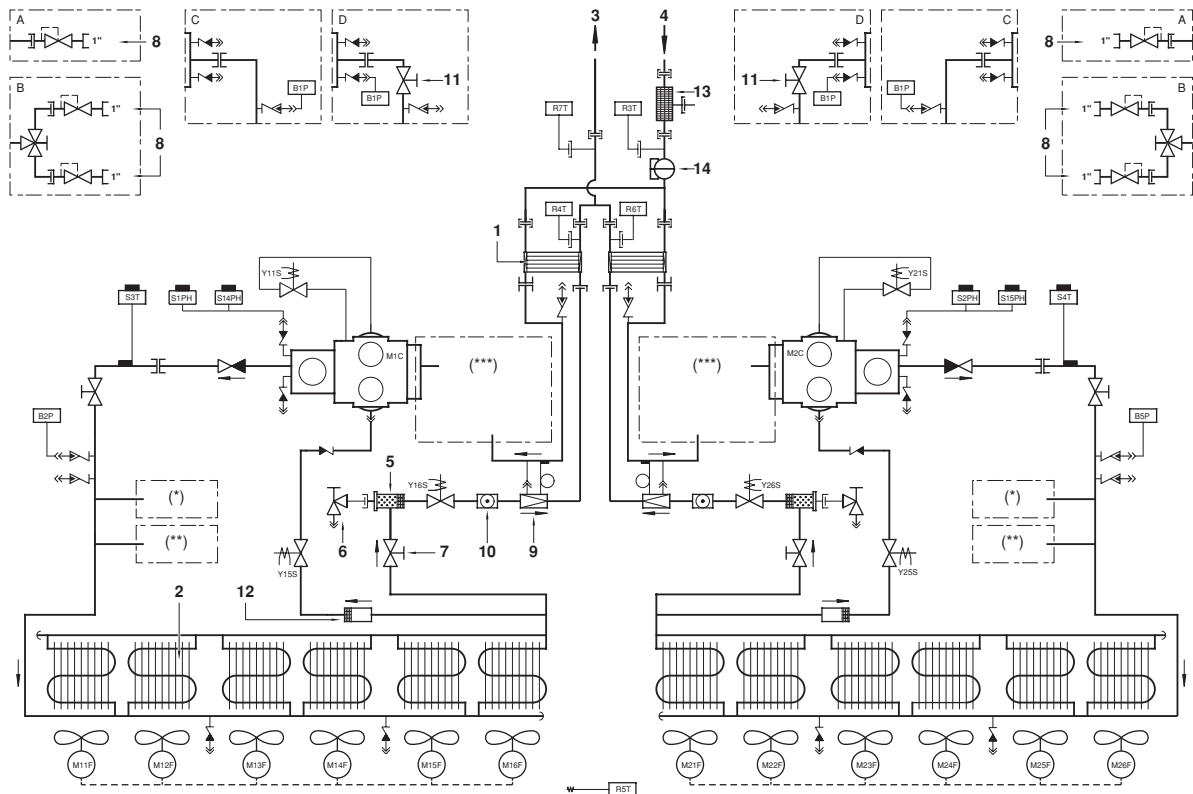 A
1"
8
C
B1P
D
B1P
11
3
4
D
11
B1P
C
B1P
A
8
1"
B
1"
8
1"
B
1"
8
1"
R7T
R3T
13
14
R4T
R6T
1
Y11S
Y21S
S3T
S1PH
S14PH
S2PH
S15PH
S4T
M1C
(***)
(***)
M2C
B2P
B5P
5
Y16S
Y26S
(*)
(*)
(**)
(**)
6
7
10
9
Y15S
Y25S
2
12
M11F
M12F
M13F
M14F
M15F
M16F
M21F
M22F
M23F
M24F
M25F
M26F
R5T